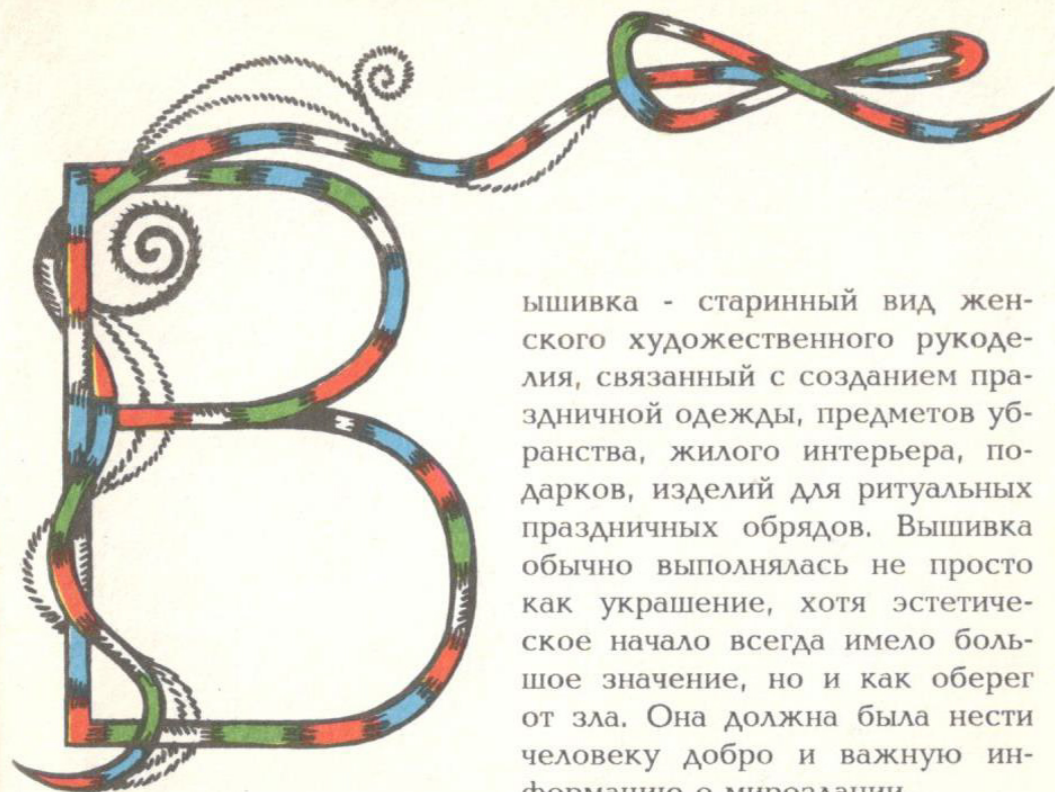 Вышивка - старинный вид жен-
ского художественного рукоде-
лия, связанный с созданием пра-
здничной одежды, предметов уб-
ранства, жилого интерьера, по-
дарков, изделий для ритуальных
праздничных обрядов. Вышивка
обычно выполнялась не просто
как украшение, хотя эстетиче-
ское начало всегда имело боль-
шое значение, но и как оберег
от зла. Она должна была нести
человеку добро и важную ин-
формацию о мироздании.